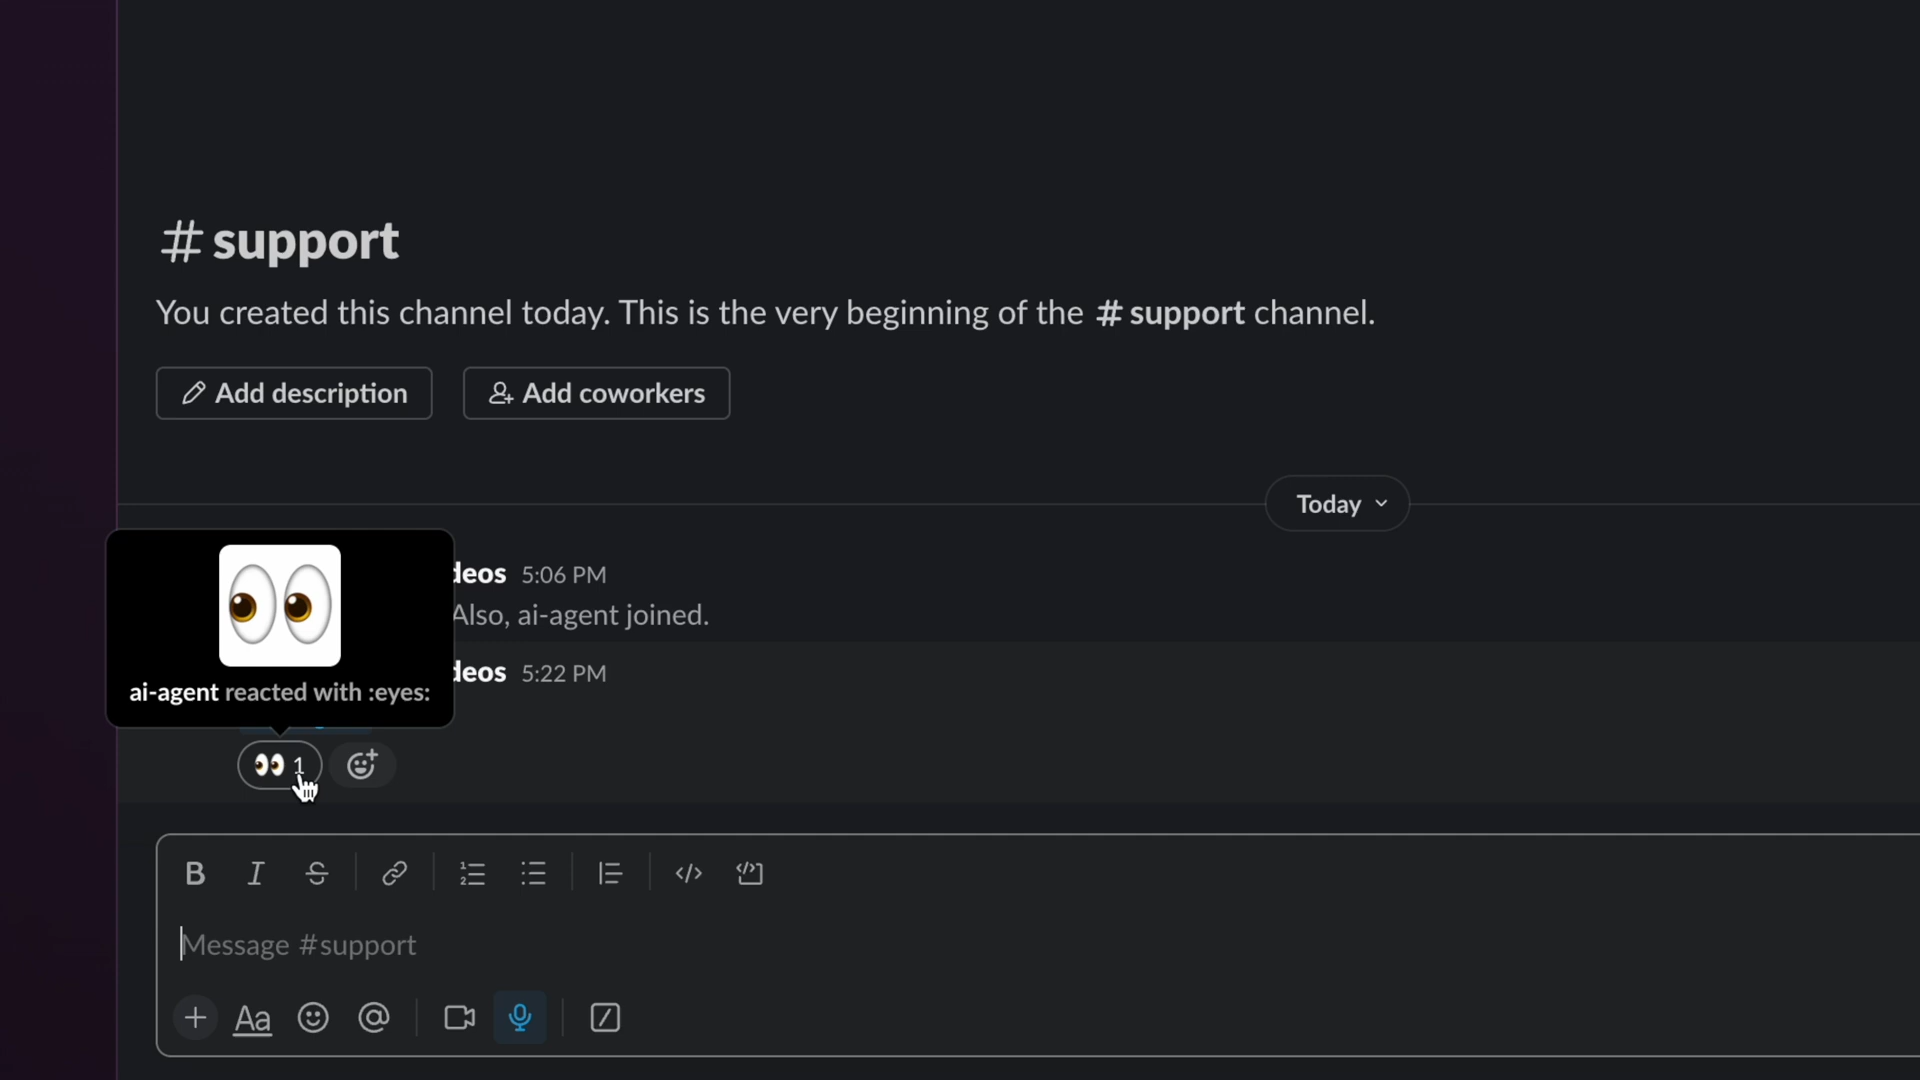 # support
You created this channel today. This is the very beginning of the # support channel.
Add description
Add coworkers
Today
deos 5:06 PM
Also, ai-agent joined.
deos 5:22 PM
ai-agent reacted with :eyes:
1
B I S
Message #support
Aa